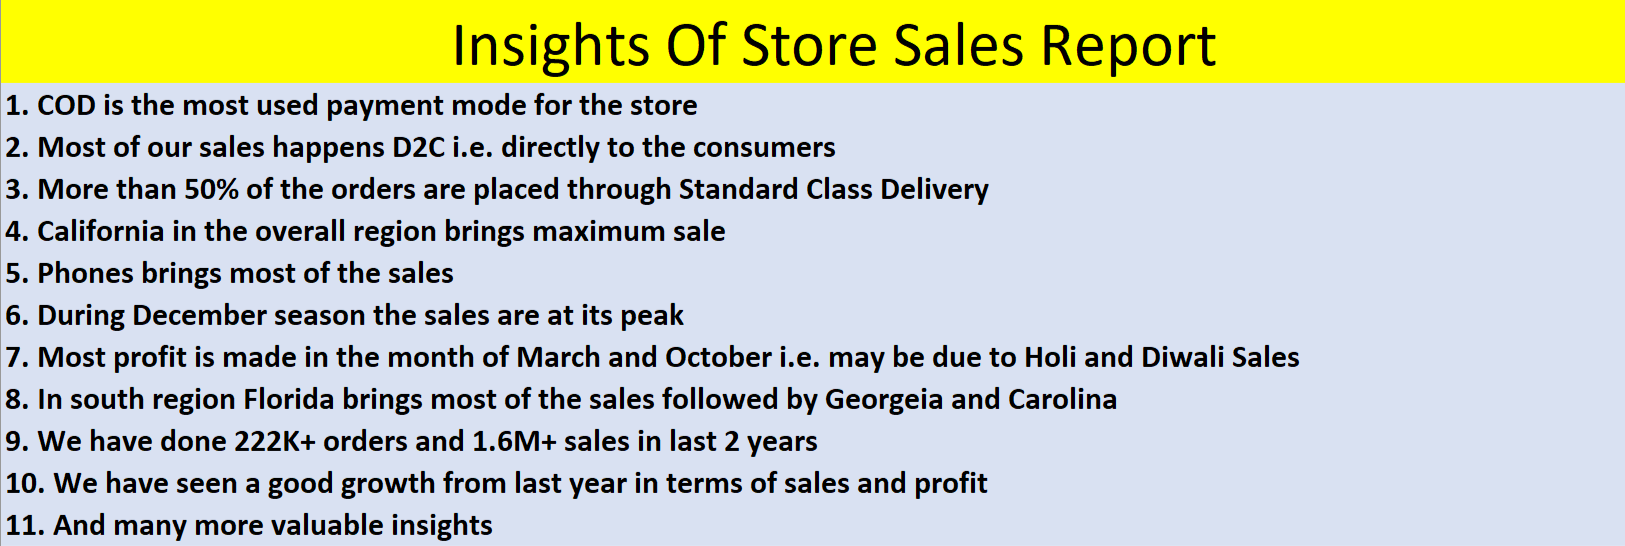 Insights Of Store Sales Report
1. COD is the most used payment mode for the store
2. Most of our sales happens D2C i.e. directly to the consumers
3. More than 50% of the orders are placed through Standard Class Delivery
4. California in the overall region brings maximum sale
5. Phones brings most of the sales
6. During December season the sales are at its peak
7. Most profit is made in the month of March and October i.e. may be due to Holi and Diwali Sales
8. In south region Florida brings most of the sales followed by Georgeia and Carolina
9. We have done 222K+ orders and 1.6M+ sales in last 2 years
10. We have seen a good growth from last year in terms of sales and profit
11. And many more valuable insights